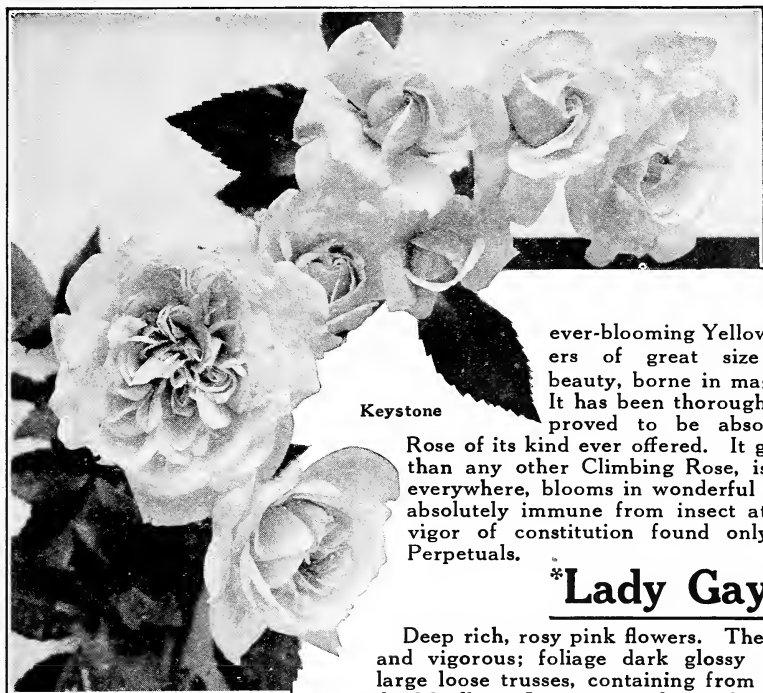 ever-blooming Yellow
ers of great size
beauty, borne in ma
Keystone
It has been thorough
proved to be abso
Rose of its kind ever offered. It g
than any other Climbing Rose, is
everywhere, blooms in wonderful
absolutely immune from insect at
vigor of constitution found only
Perpetuals.
*Lady Gay
Deep rich, rosy pink flowers. The
and vigorous; foliage dark glossy
large loose trusses, containing from